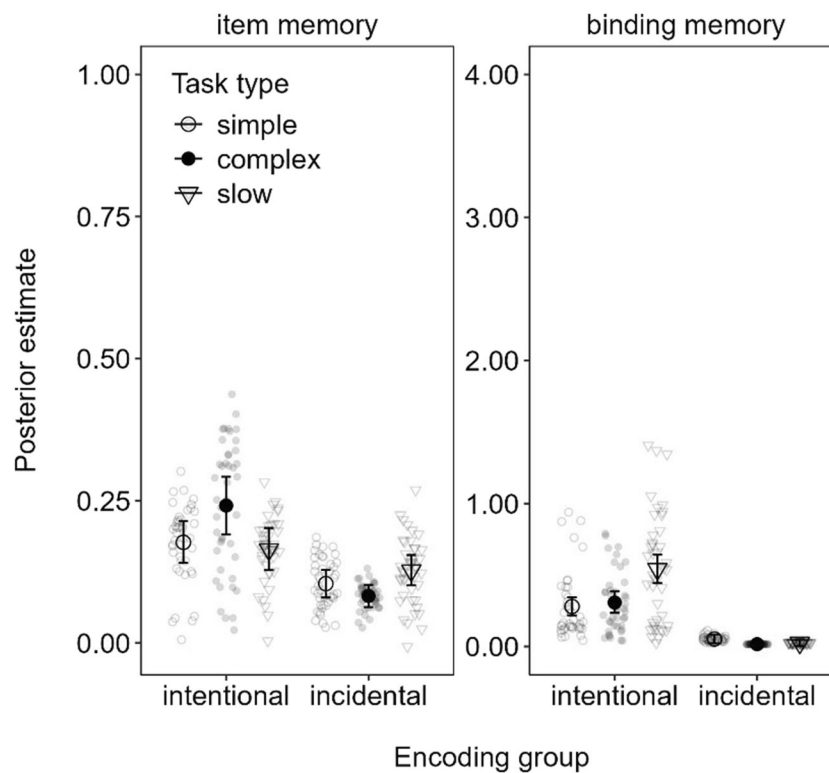 item memory
binding memory
Task type
simple
complex
slow
1.00
0.75
0.50
0.25
0.00
4.00
3.00
2.00
1.00
0.00
Posterior estimate
intentional incidental
intentional incidental
Encoding group